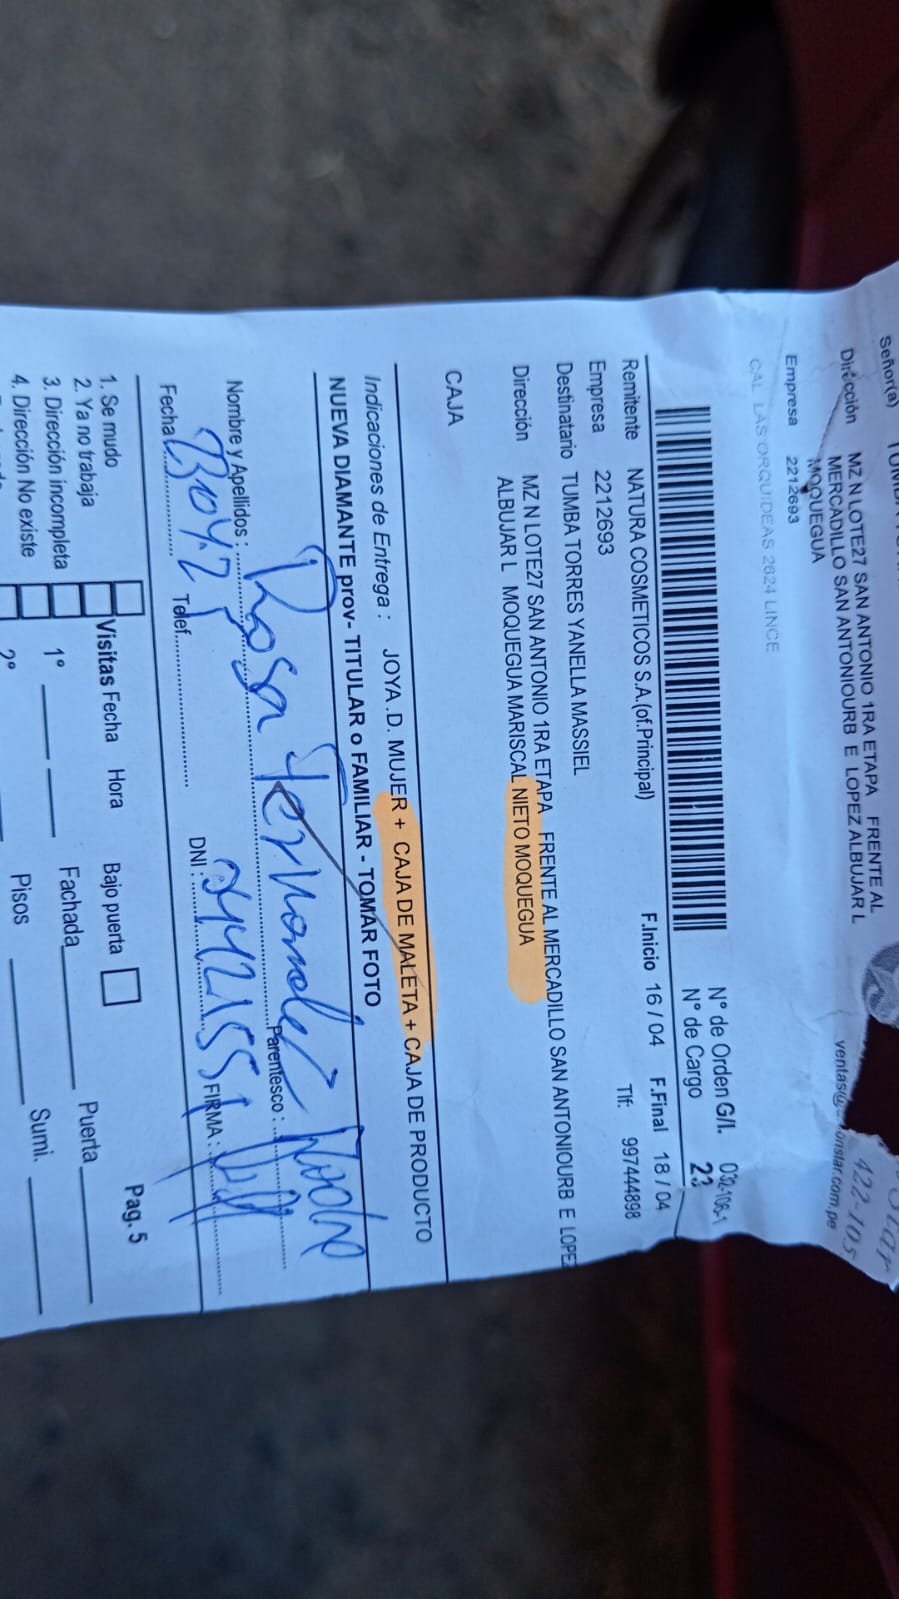 Señor(a)
Dirección MZ N LOTE27 SAN ANTONIO 1RA ETAPA FRENTE AL
MERCADILLO SAN ANTONIOURB E LOPEZ ALBUJAR L
MOQUEGUA
Empresa 2212693
CAL LAS ORQUIDEAS 2624 LINCE
422-105
N° de Orden G/I. 032-106-1
N° de Cargo 23
F.Inicio 16 / 04 F.Final 18 / 04
Remitente NATURA COSMETICOS S.A.(of.Principal) Tlf: 997444898
Empresa 2212693
Destinatario TUMBA TORRES YANELLA MASSIEL
Dirección MZ N LOTE27 SAN ANTONIO 1RA ETAPA FRENTE AL MERCADILLO SAN ANTONIOURB E LOPEZ
ALBUJAR L MOQUEGUA MARISCAL NIETO MOQUEGUA
CAJA
Indicaciones de Entrega : JOYA. D. MUJER + CAJA DE MALETA + CAJA DE PRODUCTO
NUEVA DIAMANTE prov- TITULAR o FAMILIAR - TOMAR FOTO
Nombre y Apellidos : Rosa Parentesco :
Fecha Telef. DNI : FIRMA :
Pag. 5
1. Se mudo
2. Ya no trabaja Visitas Fecha Hora Bajo puerta Puerta
3. Dirección incompleta 1° Fachada
4. Dirección No existe 2° Pisos Sumi.